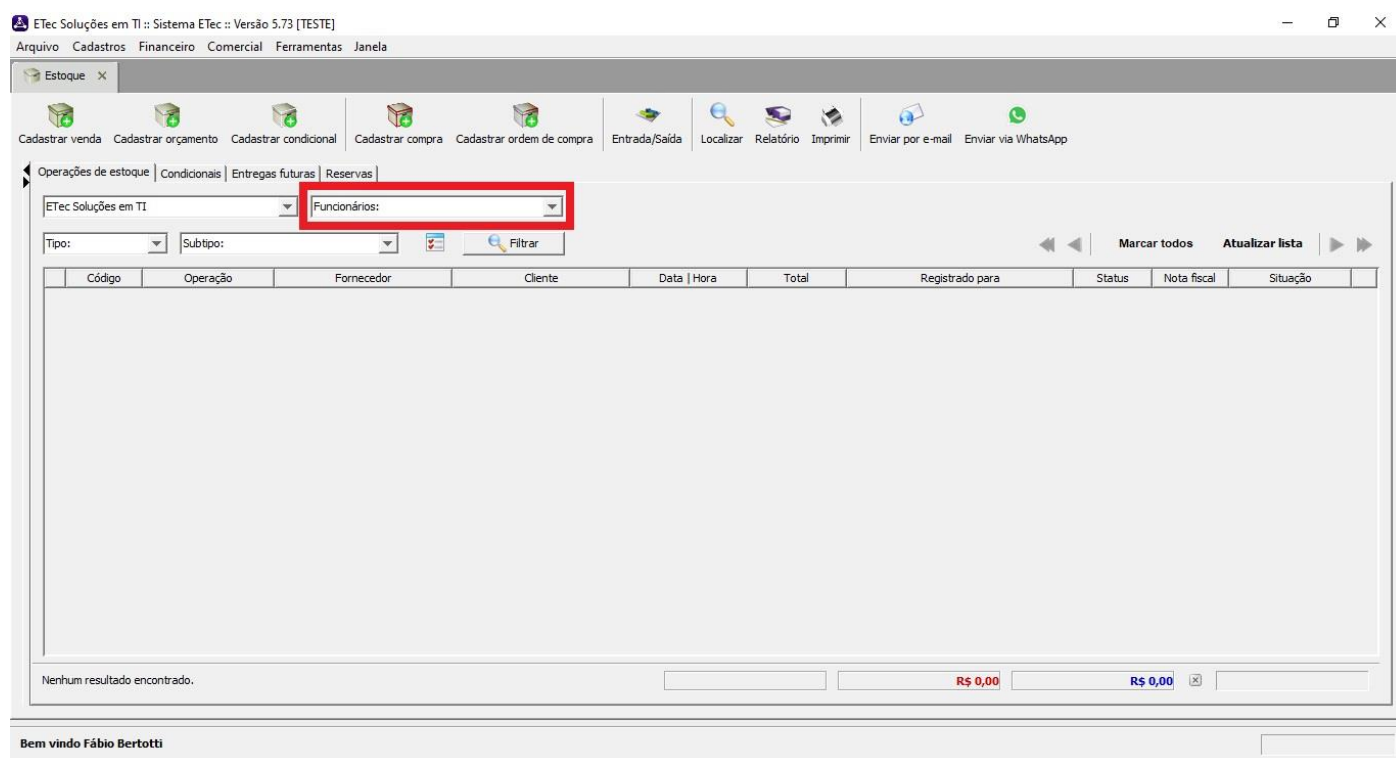 ETec Soluções em TI :: Sistema ETec :: Versão 5.73 [TESTE]
Arquivo Cadastros Financeiro Comercial Ferramentas Janela
Estoque
Cadastrar venda Cadastrar orçamento Cadastrar condicional Cadastrar compra Cadastrar ordem de compra Entrada/Saída Localizar Relatório Imprimir Enviar por e-mail Enviar via WhatsApp
Operações de estoque Condicionais Entregas futuras Reservas
ETec Soluções em TI Funcionários:
Tipo: Subtipo: Filtrar Marcar todos Atualizar lista
Código Operação Fornecedor Cliente Data | Hora Total Registrado para Status Nota fiscal Situação
Nenhum resultado encontrado. R$ 0,00 R$ 0,00
Bem vindo Fábio Bertotti